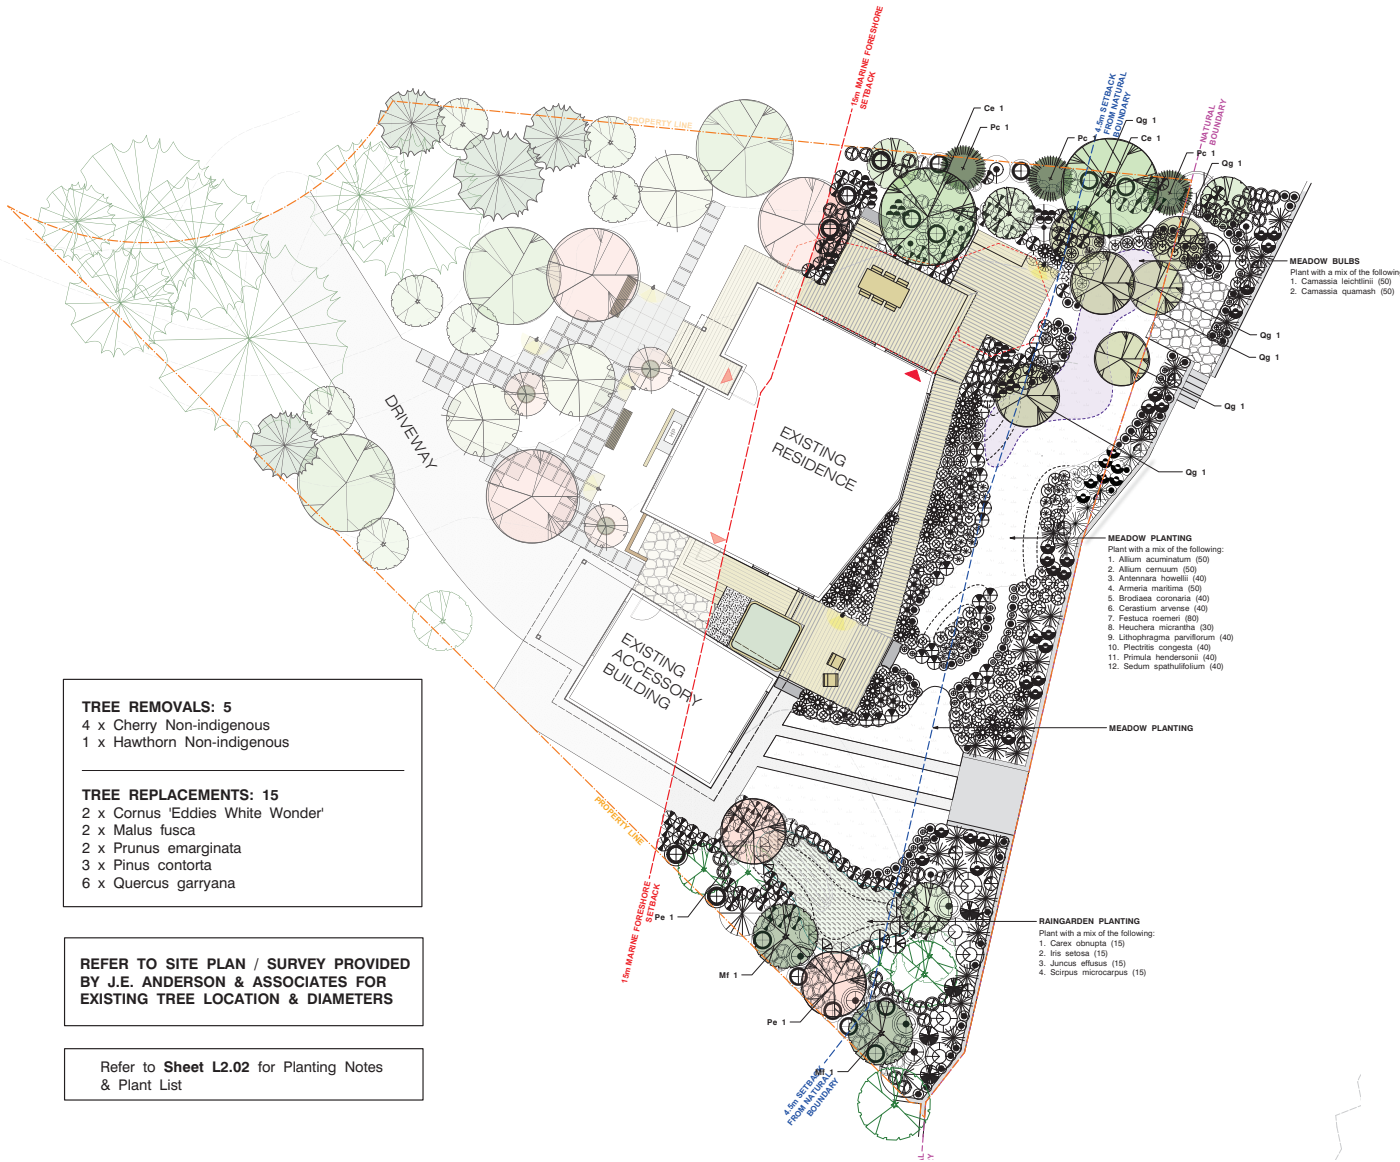 15m MARINE FORESHORE
SETBACK
4.5m SETBACK
FROM NATURAL
BOUNDARY
NATURAL
BOUNDARY
PROPERTY LINE
Ce 1
Pc 1
Pc 1
Qg 1
Ce 1
Pc 1
Qg 1
MEADOW BULBS
Plant with a mix of the following
1. Camassia leichtlinii (50)
2. Camassia quamash (50)
Qg 1
Qg 1
Qg 1
Qg 1
DRIVEWAY
EXISTING
RESIDENCE
MEADOW PLANTING
Plant with a mix of the following:
1. Allium acuminatum (50)
2. Allium cernuum (50)
3. Antennara howellii (40)
4. Armeria maritima (50)
5. Brodiaea coronaria (40)
6. Cerastium arvense (40)
7. Festuca roemeri (80)
8. Heuchera micrantha (30)
9. Lithophragma parviflorum (40)
10. Plectritis congesta (40)
11. Primula hendersonii (40)
12. Sedum spathulifolium (40)
EXISTING
ACCESSORY
BUILDING
MEADOW PLANTING
TREE REMOVALS: 5
4 x Cherry Non-indigenous
1 x Hawthorn Non-indigenous
TREE REPLACEMENTS: 15
2 x Cornus 'Eddies White Wonder'
2 x Malus fusca
2 x Prunus emarginata
3 x Pinus contorta
6 x Quercus garryana
PROPERTY LINE
15m MARINE FORESHORE
SETBACK
Pe 1
Mf 1
Pe 1
RAINGARDEN PLANTING
Plant with a mix of the following:
1. Carex obnupta (15)
2. Iris setosa (15)
3. Juncus effusus (15)
4. Scirpus microcarpus (15)
REFER TO SITE PLAN / SURVEY PROVIDED
BY J.E. ANDERSON & ASSOCIATES FOR
EXISTING TREE LOCATION & DIAMETERS
Refer to Sheet L2.02 for Planting Notes
& Plant List
4.5m SETBACK
FROM NATURAL
BOUNDARY